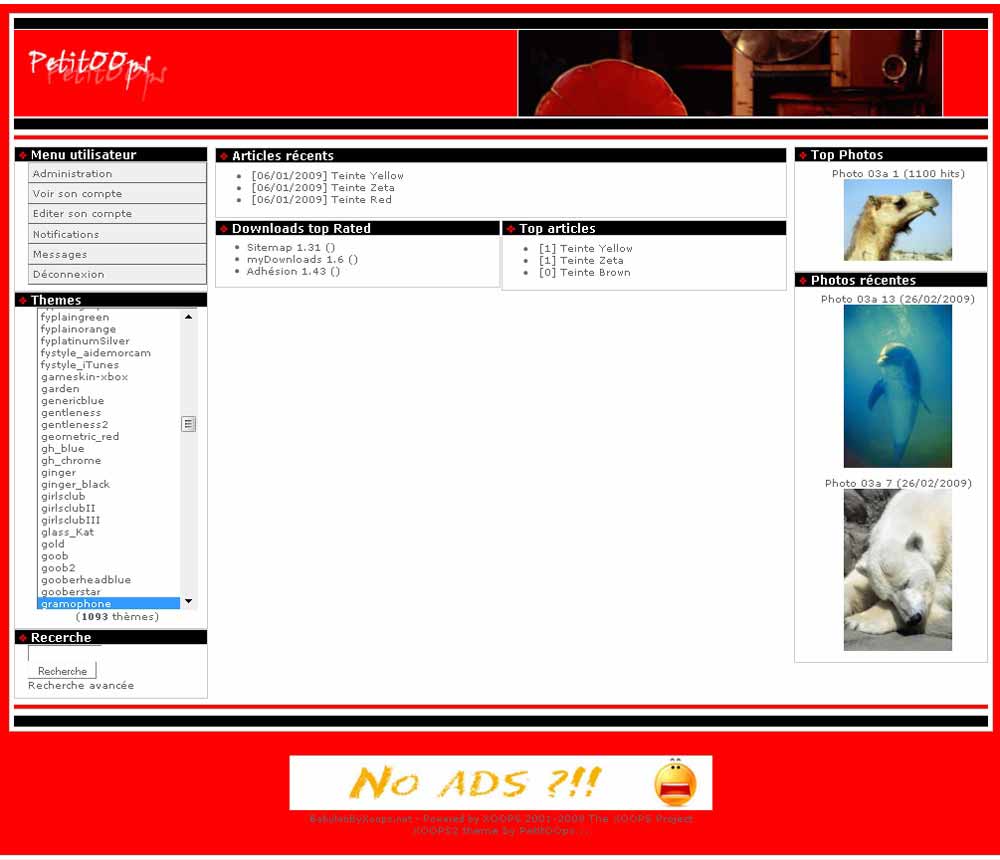 PetitOOps
Menu utilisateur
Administration
Voir son compte
Editer son compte
Notifications
Messages
Déconnexion
Themes
fyplaingreen
fyplainorange
fyplatinumSilver
fystyle_aidemorcam
fystyle_iTunes
gameskin-xbox
garden
genericblue
gentleness
gentleness2
geometric_red
gh_blue
gh_chrome
ginger
ginger_black
girlsclub
girlsclubII
girlsclubIII
glass_Kat
gold
goob
goob2
gooberheadblue
gooberstar
gramophone
(1093 thèmes)
Recerche
Recherche
Recherche avancée
Articles récents
[06/01/2009] Teinte Yellow
[06/01/2009] Teinte Zeta
[06/01/2009] Teinte Red
Downloads top Rated
Sitemap 1.31 ()
myDownloads 1.6 ()
Adhésion 1.43 ()
Top articles
[1] Teinte Yellow
[1] Teinte Zeta
[0] Teinte Brown
Top Photos
Photo 03a 1 (1100 hits)
Photos récentes
Photo 03a 13 (26/02/2009)
Photo 03a 7 (26/02/2009)
No ADS ?!!
Powered by XOOPS 2001-2009 The XOOPS Project
XOOPS2 theme by PetitOOps ...